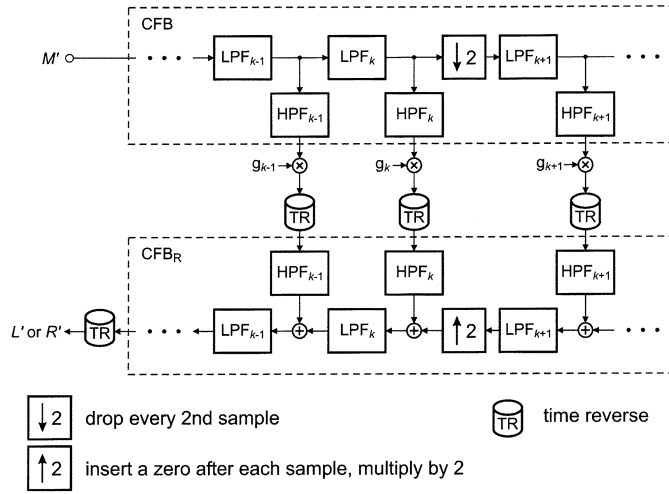 CFB
M' LPFₖ₋₁ LPFₖ ↓2 LPFₖ₊₁
HPFₖ₋₁ HPFₖ HPFₖ₊₁
gₖ₋₁ gₖ gₖ₊₁
TR TR TR
CFB_R HPFₖ₋₁ HPFₖ HPFₖ₊₁
L' or R' TR LPFₖ₋₁ LPFₖ ↑2 LPFₖ₊₁
↓2 drop every 2nd sample TR time reverse
↑2 insert a zero after each sample, multiply by 2